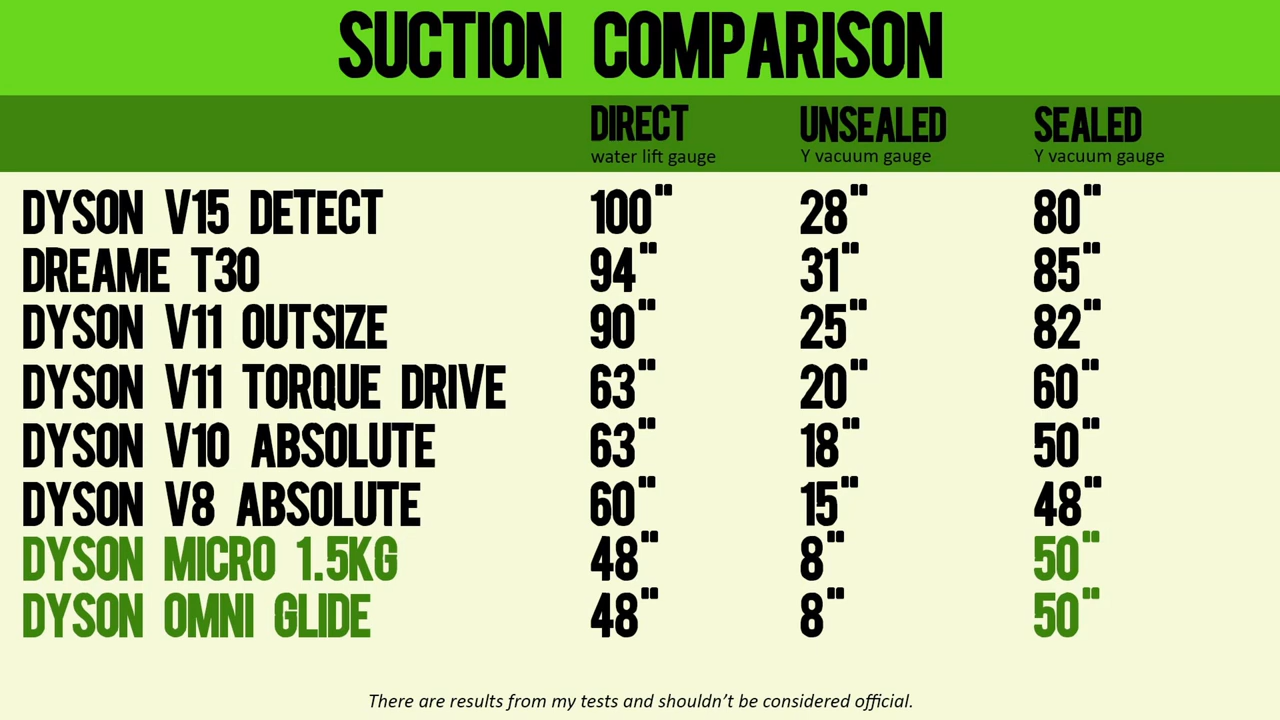 SUCTION COMPARISON
DIRECT UNSEALED SEALED
water lift gauge Y vacuum gauge Y vacuum gauge
DYSON V15 DETECT 100" 28" 80"
DREAME T30 94" 31" 85"
DYSON V11 OUTSIZE 90" 25" 82"
DYSON V11 TORQUE DRIVE 63" 20" 60"
DYSON V10 ABSOLUTE 63" 18" 50"
DYSON V8 ABSOLUTE 60" 15" 48"
DYSON MICRO 1.5KG 48" 8" 50"
DYSON OMNI GLIDE 48" 8" 50"
There are results from my tests and shouldn't be considered official.